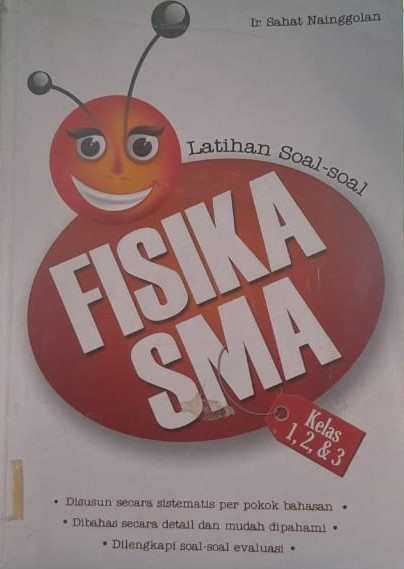 Ir. Sahat Nainggolan
Latihan Soal-soal
FISIKA
SMA
Kelas
1, 2, & 3
• Disusun secara sistematis per pokok bahasan •
• Dibahas secara detail dan mudah dipahami •
• Dilengkapi soal-soal evaluasi •